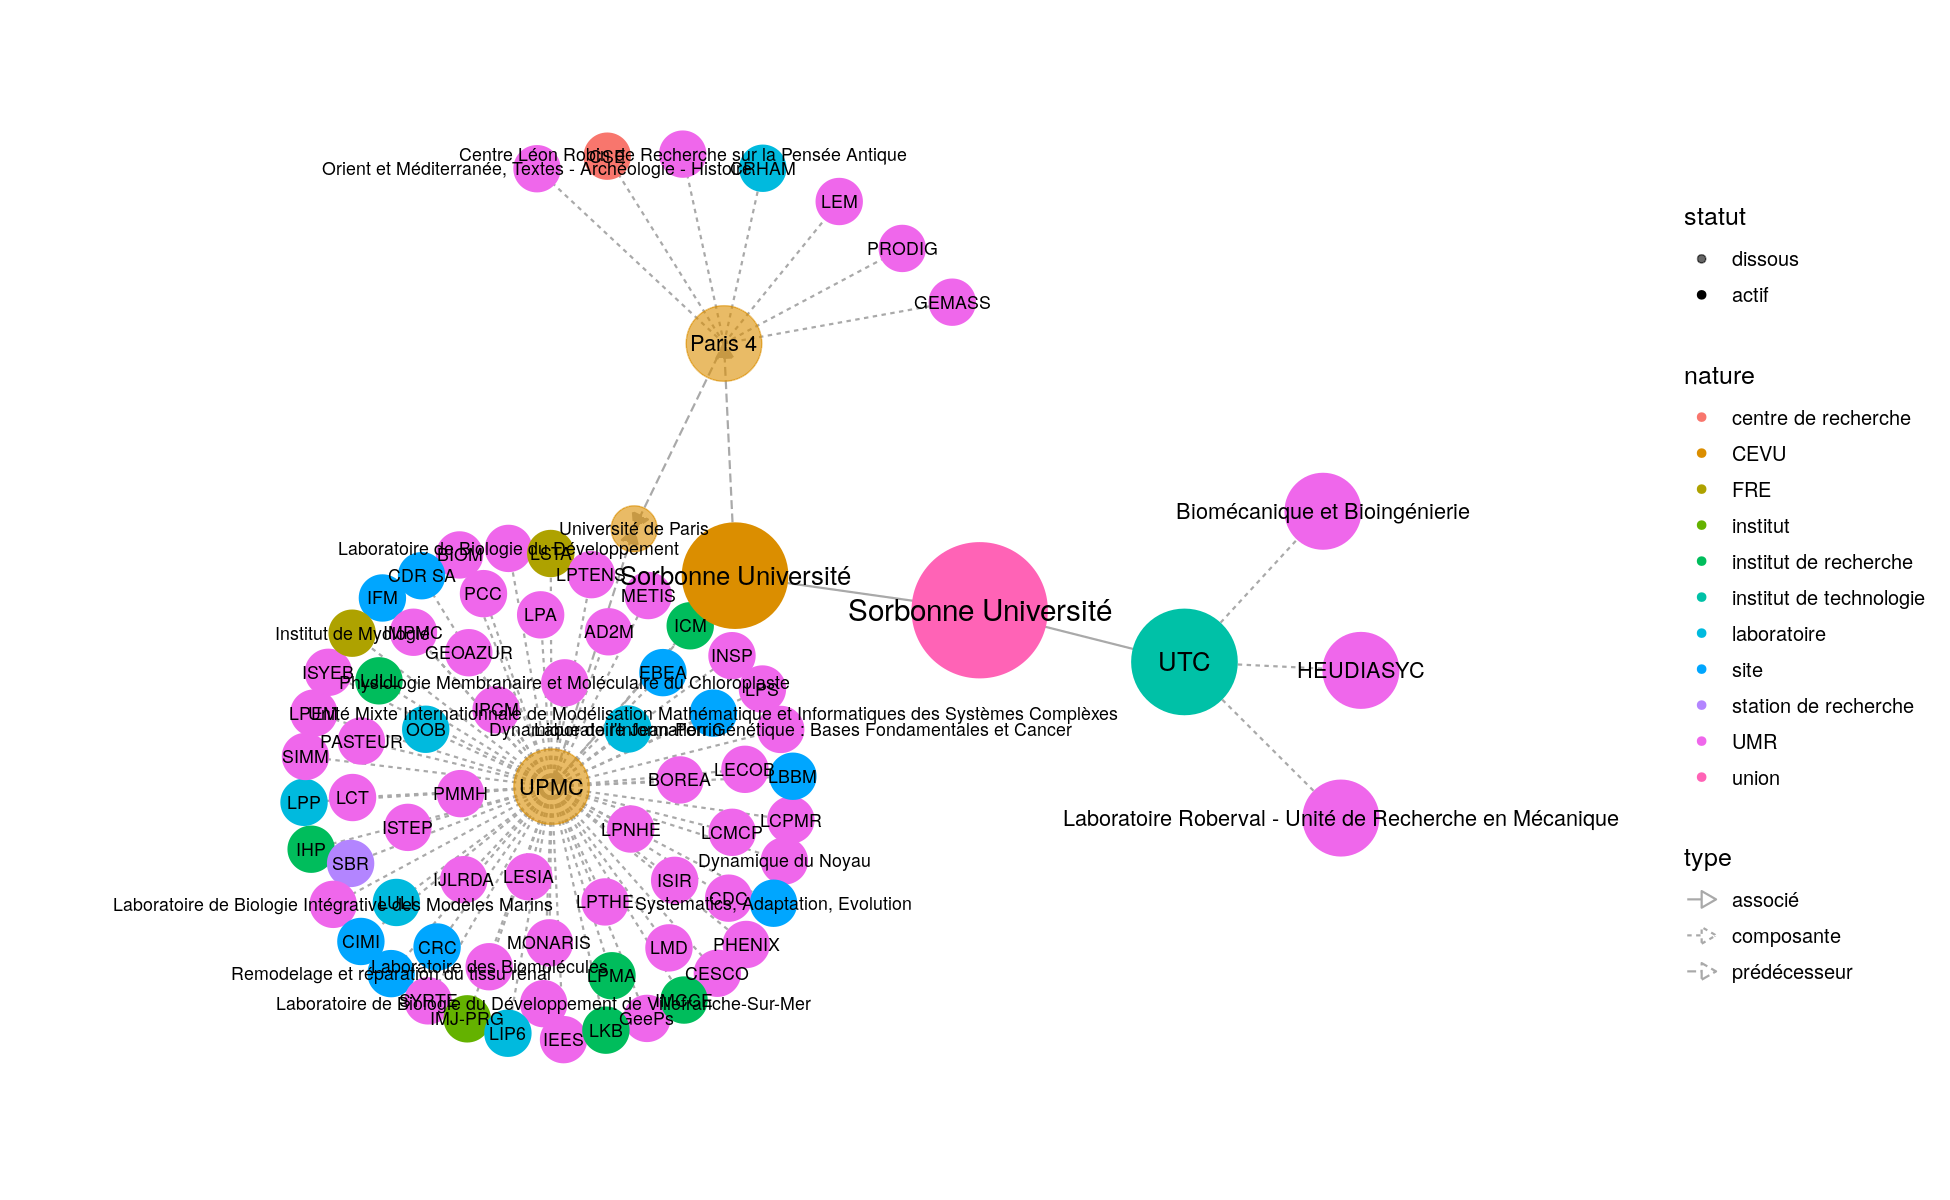 Centre Léon Robin de Recherche sur la Pensée Antique
CSE
Orient et Méditerranée, Textes - Archéologie - Histoire
CRHAM
LEM
PRODIG
GEMASS
Paris 4
Université de Paris
Laboratoire de Biologie du Développement
BIOM
LSTA
CDR SA
LPTENS
Sorbonne Université
IFM
PCC
METIS
LPA
ICM
Sorbonne Université
Institut de Myologie
IMPMC
AD2M
GEOAZUR
INSP
ISYEB
LJLL
EBEA
Physiologie Membranaire et Moléculaire du Chloroplaste
LPS
IPCM
Unité Mixte Internationnale de Modélisation Mathématique et Informatiques des Systèmes Complèxes
OOB
Laboratoire Jean Perrin
Dynamique de l'Information Génétique : Bases Fondamentales et Cancer
PASTEUR
SIMM
BOREA
LECOB
LBBM
UPMC
LPP
LCT
PMMH
ISTEP
LPNHE
LCMCP
LCPMR
IHP
SBR
Dynamique du Noyau
IJLRDA
LESIA
ISIR
Laboratoire de Biologie Intégrative des Modèles Marins
LULI
LPTHE
CDC
Systematics, Adaptation, Evolution
CIMI
CRC
MONARIS
LMD
PHENIX
Remodelage et réparation du tissu rénal
Laboratoire des Biomolécules
LPMA
CESCO
SYRTE
Laboratoire de Biologie du Développement de Villefranche-Sur-Mer
IMCCE
IMJ-PRG
LIP6
IEES
LKB
GeePs
Biomécanique et Bioingénierie
UTC
HEUDIASYC
Laboratoire Roberval - Unité de Recherche en Mécanique
statut
dissous
actif
nature
centre de recherche
CEVU
FRE
institut
institut de recherche
institut de technologie
laboratoire
site
station de recherche
UMR
union
type
associé
composante
prédécesseur